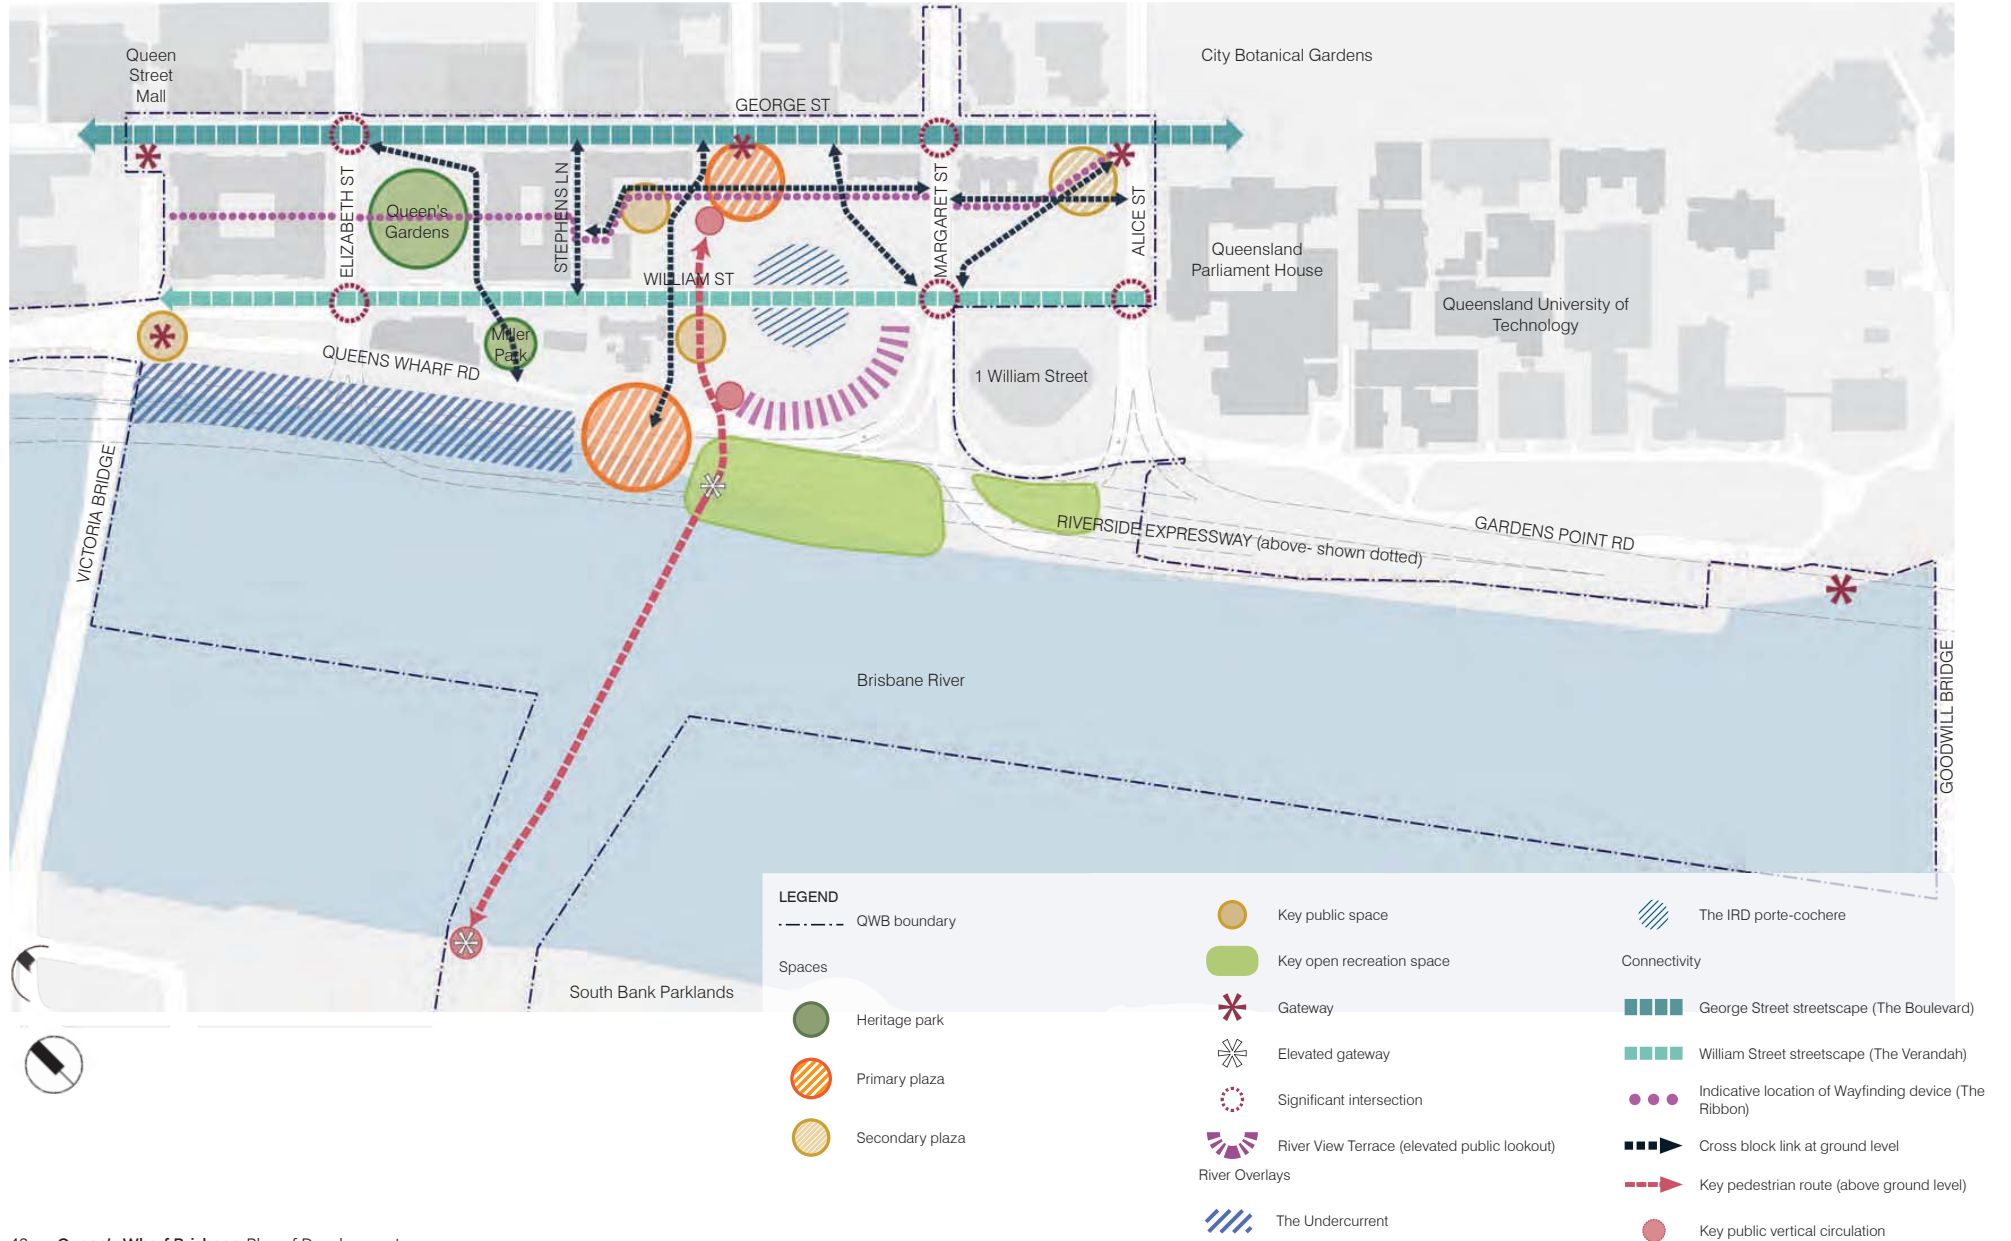 Queen
Street
Mall
City Botanical Gardens
GEORGE ST
ELIZABETH ST
Queen's
Gardens
STEPHENS LN
MARGARET ST
ALICE ST
WILLIAM ST
Queensland
Parliament House
Queensland University of
Technology
Miller
Park
QUEENS WHARF RD
1 William Street
VICTORIA BRIDGE
RIVERSIDE EXPRESSWAY (above- shown dotted)
GARDENS POINT RD
GOODWILL BRIDGE
Brisbane River
South Bank Parklands
LEGEND
QWB boundary
Spaces
Heritage park
Primary plaza
Secondary plaza
Key public space
Key open recreation space
Gateway
Elevated gateway
Significant intersection
River View Terrace (elevated public lookout)
River Overlays
The Undercurrent
The IRD porte-cochere
Connectivity
George Street streetscape (The Boulevard)
William Street streetscape (The Verandah)
Indicative location of Wayfinding device (The
Ribbon)
Cross block link at ground level
Key pedestrian route (above ground level)
Key public vertical circulation